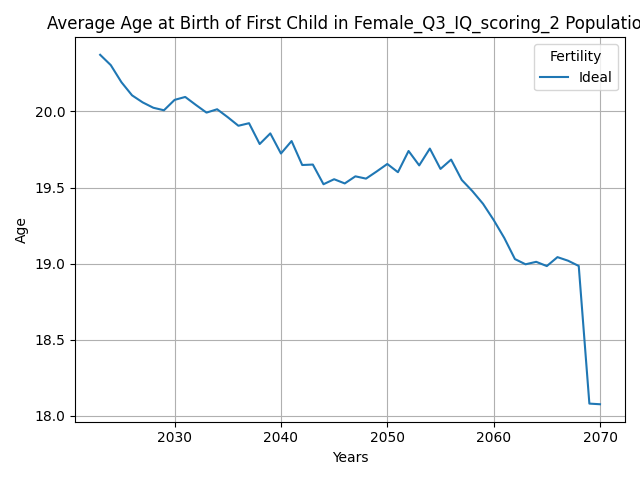 Average Age at Birth of First Child in Female_Q3_IQ_scoring_2 Populatio
Fertility
Ideal
20.0
19.5
19.0
18.5
18.0
Age
2030 2040 2050 2060 2070
Years